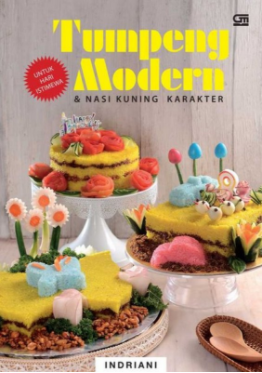 Tumpeng
Modern
UNTUK
HARI
ISTIMEWA
& NASI KUNING KARAKTER
INDRIANI